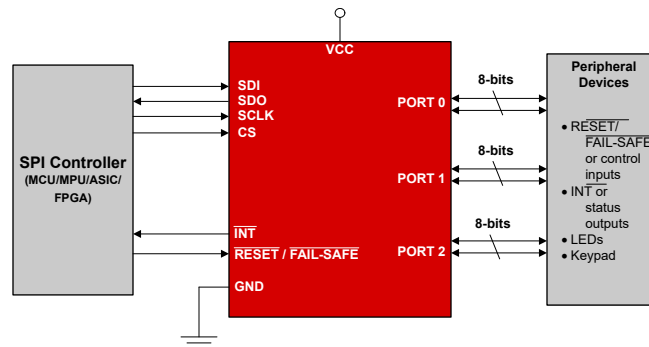 VCC
SPI Controller
(MCU/MPU/ASIC/
FPGA)
SDI
SDO
SCLK
CS
INT
RESET / FAIL-SAFE
GND
PORT 0
PORT 1
PORT 2
8-bits
8-bits
8-bits
Peripheral
Devices
• RESET/
FAIL-SAFE
or control
inputs
• INT or
status
outputs
• LEDs
• Keypad